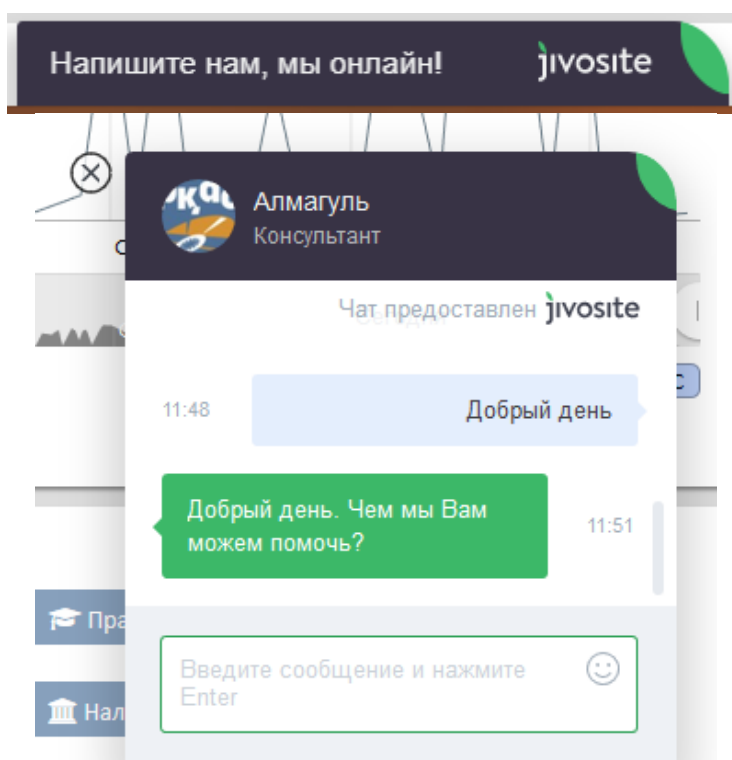 Напишите нам, мы онлайн!
jivosite
Алмагуль
Консультант
Чат предоставлен jivosite
11:48
Добрый день
Добрый день. Чем мы Вам
можем помочь?
11:51
Введите сообщение и нажмите
Enter